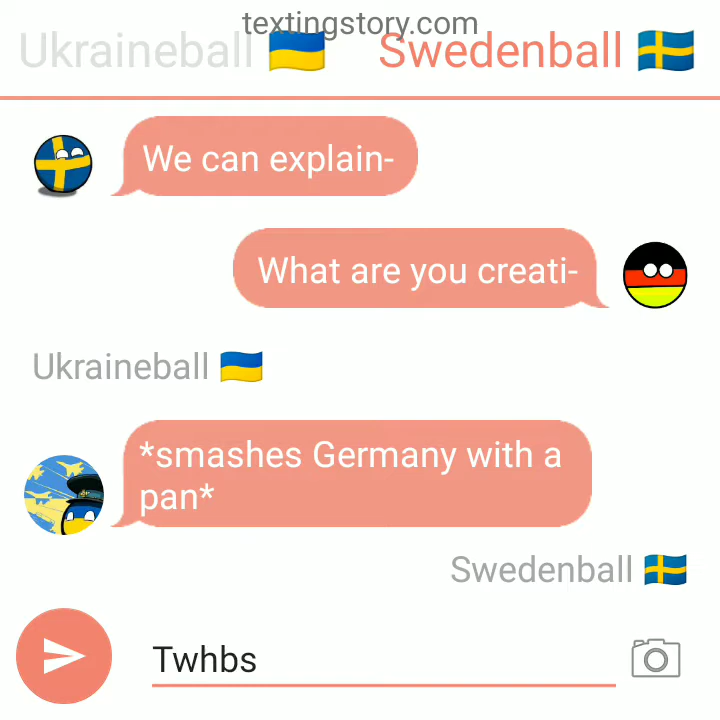 textingstory.com
Ukraineball 🇺🇦 Swedenball 🇸🇪
We can explain-
What are you creati-
Ukraineball 🇺🇦
*smashes Germany with a
pan*
Swedenball 🇸🇪
Twhbs